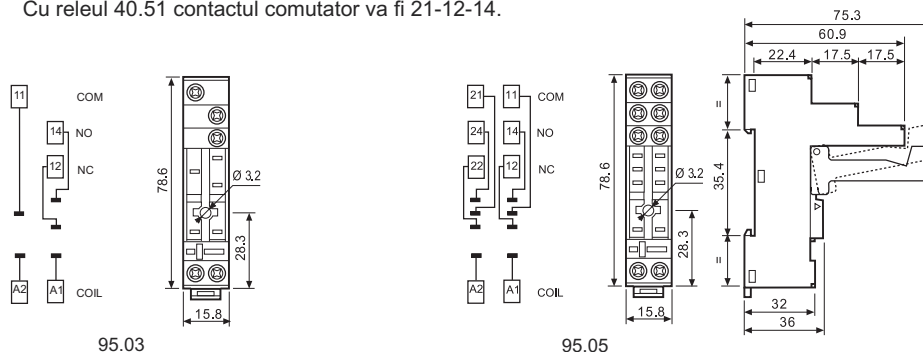 Cu releul 40.51 contactul comutator va fi 21-12-14.
75.3
60.9
22.4 17.5 17.5
11 COM
14 NO
12 NC
A2 A1 COIL
78.6
Ø 3.2
28.3
15.8
95.03
21 11 COM
24 14 NO
22 12 NC
A2 A1 COIL
78.6
Ø 3.2
28.3
15.8
95.05
=
35.4
=
32
36